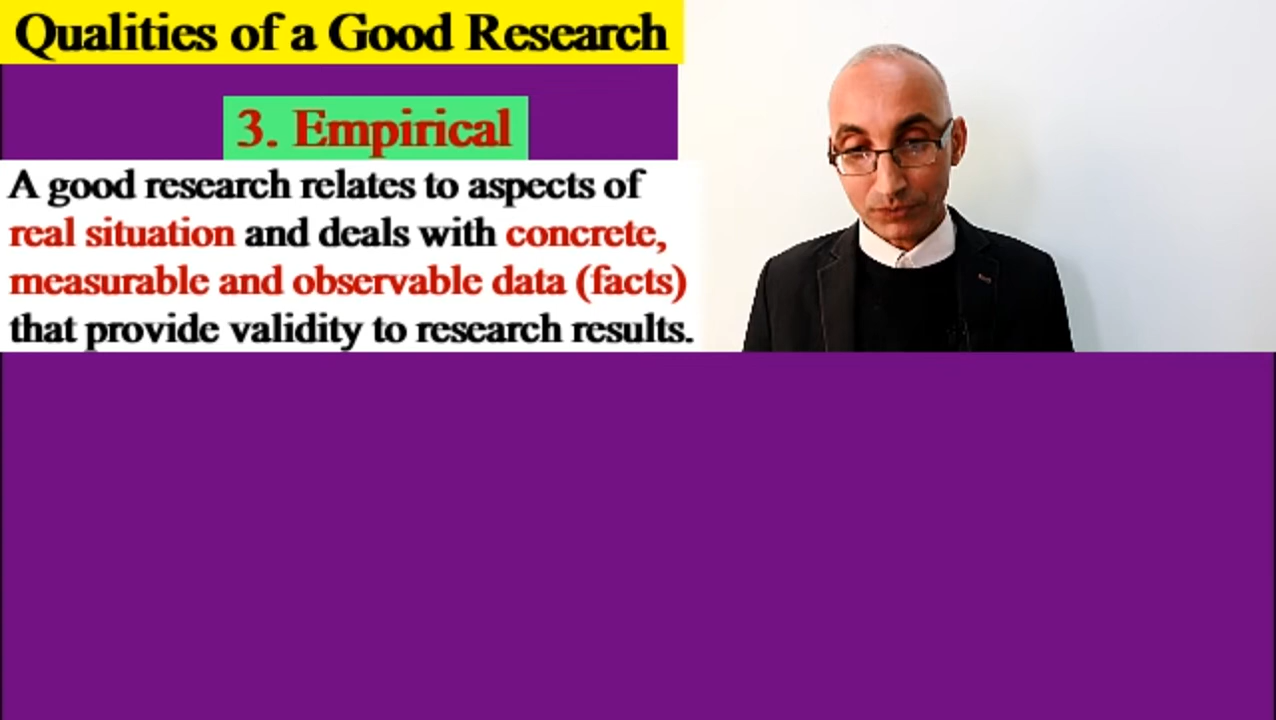 Qualities of a Good Research
3. Empirical
A good research relates to aspects of
real situation and deals with concrete,
measurable and observable data (facts)
that provide validity to research results.